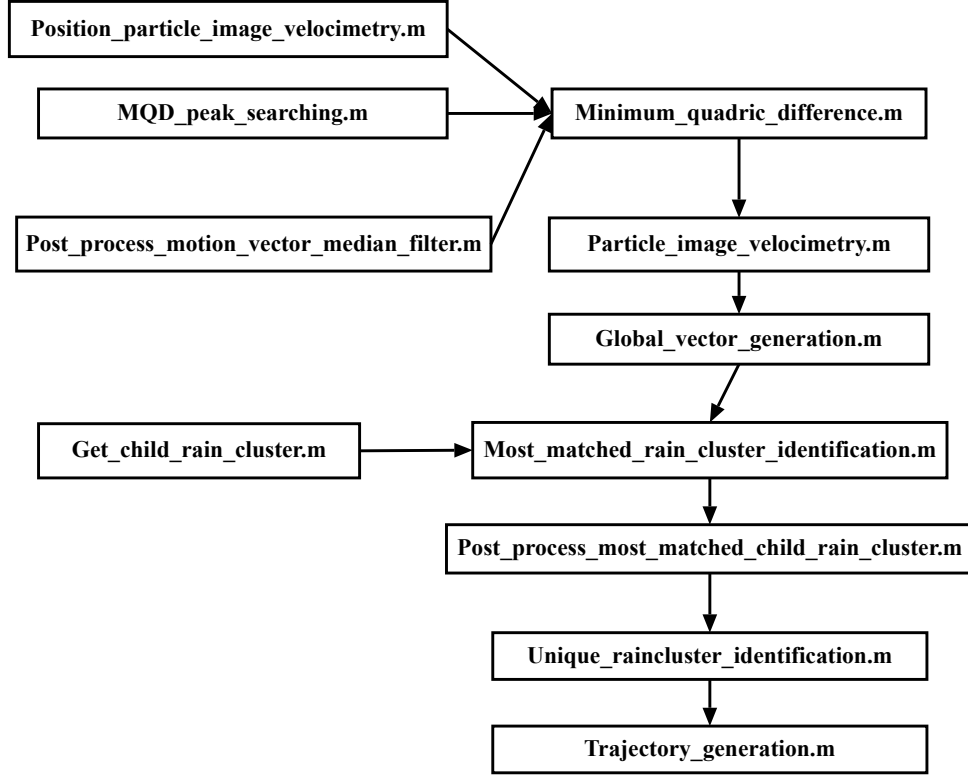 Position_particle_image_velocimetry.m
MQD_peak_searching.m
Minimum_quadric_difference.m
Post_process_motion_vector_median_filter.m
Particle_image_velocimetry.m
Global_vector_generation.m
Get_child_rain_cluster.m
Most_matched_rain_cluster_identification.m
Post_process_most_matched_child_rain_cluster.m
Unique_raincluster_identification.m
Trajectory_generation.m